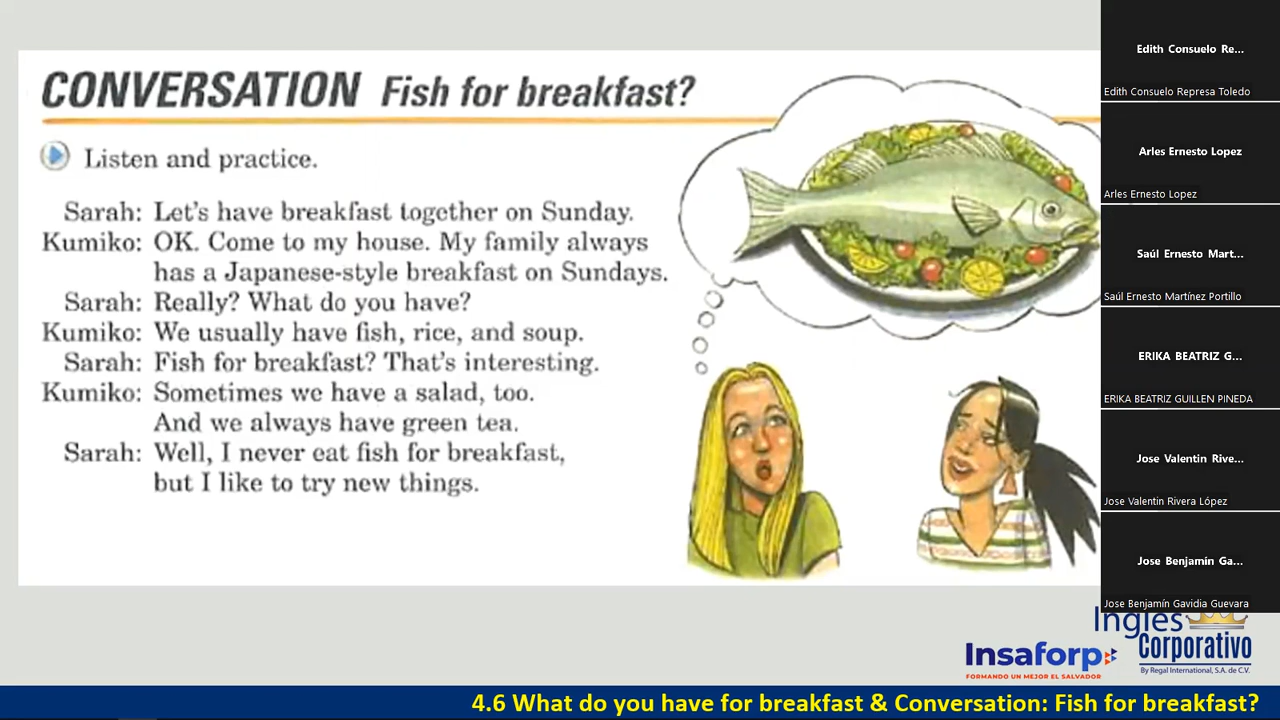 CONVERSATION Fish for breakfast?
Listen and practice.
Sarah: Let's have breakfast together on Sunday.
Kumiko: OK. Come to my house. My family always
has a Japanese-style breakfast on Sundays.
Sarah: Really? What do you have?
Kumiko: We usually have fish, rice, and soup.
Sarah: Fish for breakfast? That's interesting.
Kumiko: Sometimes we have a salad, too.
And we always have green tea.
Sarah: Well, I never eat fish for breakfast,
but I like to try new things.
Edith Consuelo Re...
Edith Consuelo Represa Toledo
Arles Ernesto Lopez
Arles Ernesto Lopez
Saúl Ernesto Mart...
Saúl Ernesto Martínez Portillo
ERIKA BEATRIZ G...
ERIKA BEATRIZ GUILLEN PINEDA
Jose Valentin Rive...
Jose Valentin Rivera López
Jose Benjamín Ga...
Jose Benjamín Gavidia Guevara
Insaforp
FORMANDO UN MEJOR EL SALVADOR
Inglés
Corporativo
By Regal International, S.A. de C.V.
4.6 What do you have for breakfast & Conversation: Fish for breakfast?